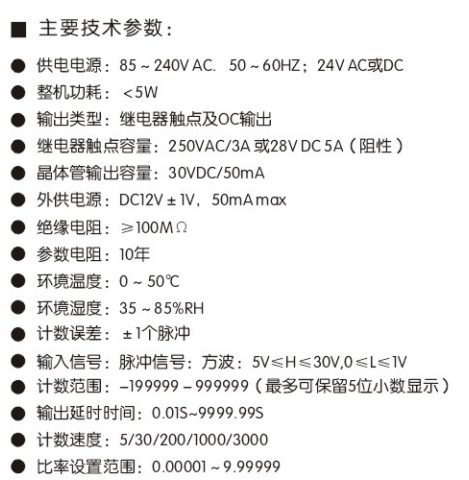 ■ 主要技术参数：
● 供电电源：85~240V AC. 50~60HZ；24V AC或DC
● 整机功耗：<5W
● 输出类型：继电器触点及OC输出
● 继电器触点容量：250VAC/3A 或28V DC 5A（阻性）
● 晶体管输出容量：30VDC/50mA
● 外供电源：DC12V±1V，50mA max
● 绝缘电阻：≥100MΩ
● 参数电阻：10年
● 环境温度：0~50℃
● 环境湿度：35~85%RH
● 计数误差：±1个脉冲
● 输入信号：脉冲信号：方波：5V≤H≤30V,0≤L≤1V
● 计数范围：-199999-999999（最多可保留5位小数显示）
● 输出延时时间：0.01S~9999.99S
● 计数速度：5/30/200/1000/3000
● 比率设置范围：0.00001~9.99999